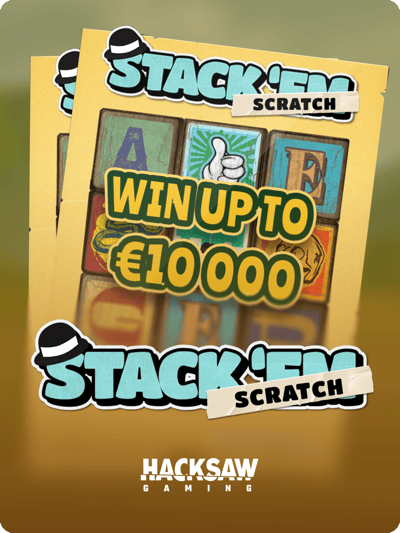 STACK 'EM
SCRATCH
A
E
WIN UP TO
€10 000
G E D
STACK 'EM
SCRATCH
HACKSAW
GAMING